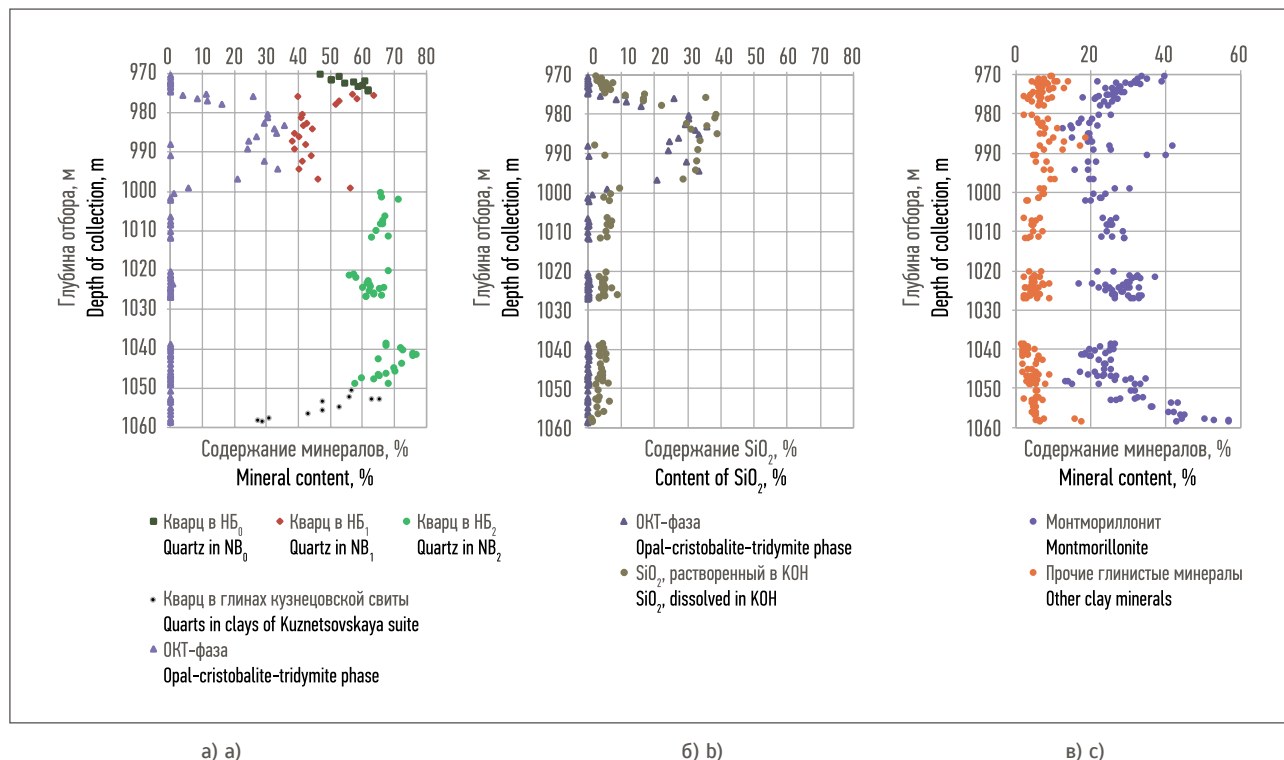 0 10 20 30 40 50 60 70 80
970
980
990
1000
1010
1020
1030
1040
1050
1060
Глубина отбора, м
Depth of collection, m
Содержание минералов, %
Mineral content, %
Кварц в НБ₀
Quartz in NB₀
Кварц в НБ₁
Quartz in NB₁
Кварц в НБ₂
Quartz in NB₂
Кварц в глинах кузнецовской свиты
Quarts in clays of Kuznetsovskaya suite
ОКТ-фаза
Opal-cristobalite-tridymite phase
а) a)
0 10 20 30 40 50 60 70 80
970
980
990
1000
1010
1020
1030
1040
1050
1060
Глубина отбора, м
Depth of collection, m
Содержание SiO₂, %
Content of SiO₂, %
ОКТ-фаза
Opal-cristobalite-tridymite phase
SiO₂, растворенный в KOH
SiO₂, dissolved in KOH
б) b)
0 20 40 60
970
980
990
1000
1010
1020
1030
1040
1050
1060
Глубина отбора, м
Depth of collection, m
Содержание минералов, %
Mineral content, %
Монтмориллонит
Montmorillonite
Прочие глинистые минералы
Other clay minerals
в) c)